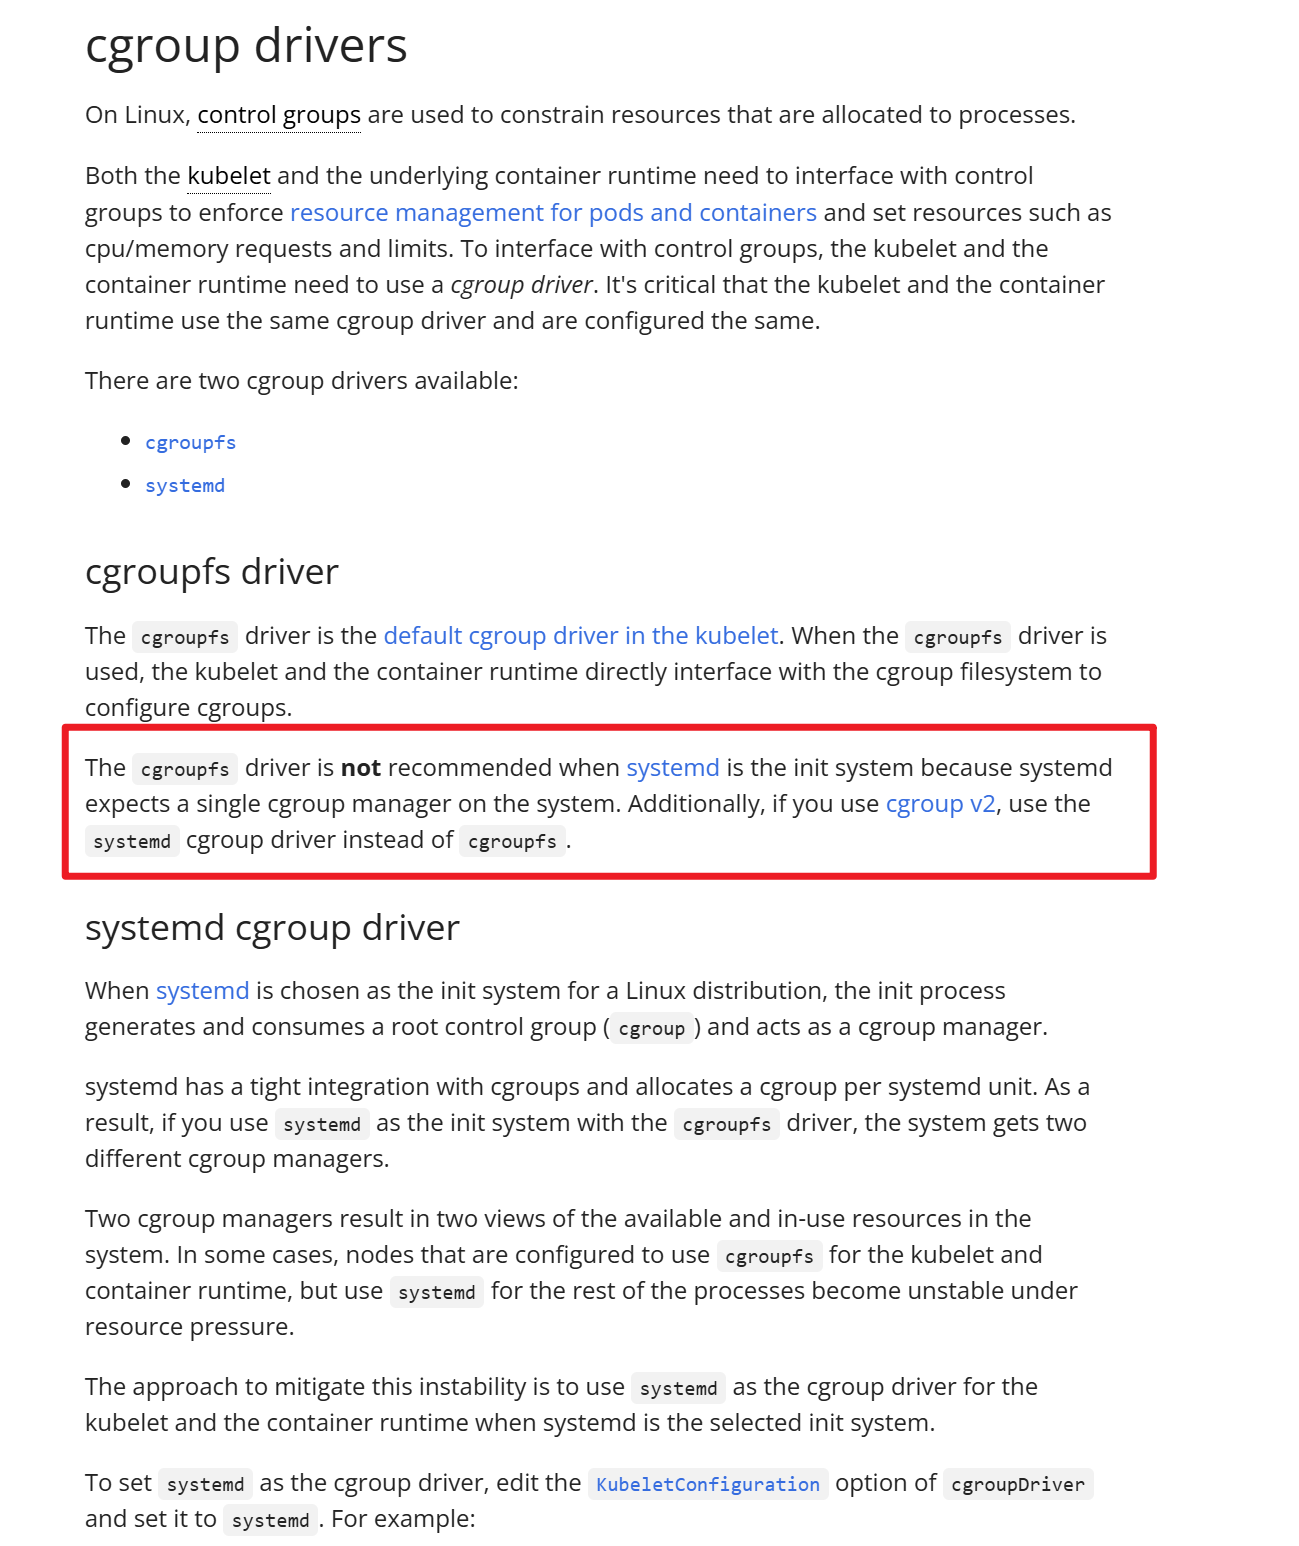 cgroup drivers
On Linux, control groups are used to constrain resources that are allocated to processes.
Both the kubelet and the underlying container runtime need to interface with control
groups to enforce resource management for pods and containers and set resources such as
cpu/memory requests and limits. To interface with control groups, the kubelet and the
container runtime need to use a cgroup driver. It's critical that the kubelet and the container
runtime use the same cgroup driver and are configured the same.
There are two cgroup drivers available:
• cgroupfs
• systemd
cgroupfs driver
The cgroupfs driver is the default cgroup driver in the kubelet. When the cgroupfs driver is
used, the kubelet and the container runtime directly interface with the cgroup filesystem to
configure cgroups.
The cgroupfs driver is not recommended when systemd is the init system because systemd
expects a single cgroup manager on the system. Additionally, if you use cgroup v2, use the
systemd cgroup driver instead of cgroupfs.
systemd cgroup driver
When systemd is chosen as the init system for a Linux distribution, the init process
generates and consumes a root control group (cgroup) and acts as a cgroup manager.
systemd has a tight integration with cgroups and allocates a cgroup per systemd unit. As a
result, if you use systemd as the init system with the cgroupfs driver, the system gets two
different cgroup managers.
Two cgroup managers result in two views of the available and in-use resources in the
system. In some cases, nodes that are configured to use cgroupfs for the kubelet and
container runtime, but use systemd for the rest of the processes become unstable under
resource pressure.
The approach to mitigate this instability is to use systemd as the cgroup driver for the
kubelet and the container runtime when systemd is the selected init system.
To set systemd as the cgroup driver, edit the KubeletConfiguration option of cgroupDriver
and set it to systemd. For example: